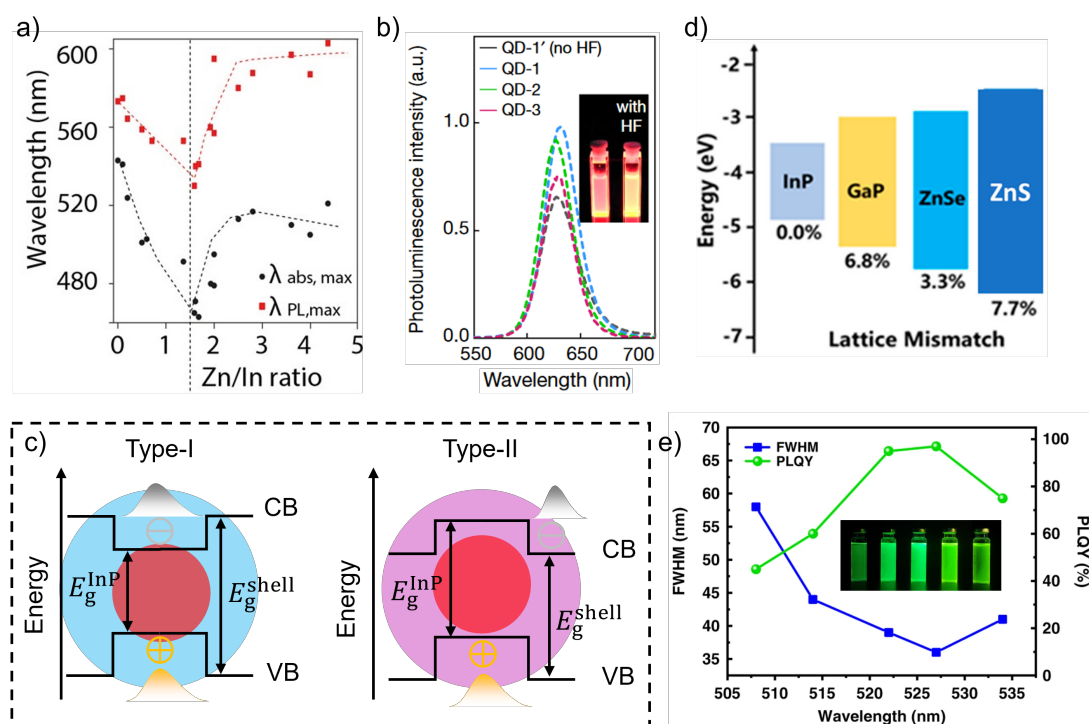 a)
Wavelength (nm)
600
560
520
480
λ abs, max
λ PL,max
0 1 2 3 4 5
Zn/In ratio
b)
Photoluminescence intensity (a.u.)
QD-1′ (no HF)
QD-1
QD-2
QD-3
with
HF
1.0
0.5
0.0
550 600 650 700
Wavelength (nm)
d)
Energy (eV)
-2
-3
-4
-5
-6
-7
InP
0.0%
GaP
6.8%
ZnSe
3.3%
ZnS
7.7%
Lattice Mismatch
c)
Type-I
Type-II
Energy
CB
E_g^InP
E_g^shell
VB
Energy
CB
E_g^InP
E_g^shell
VB
e)
FWHM
PLQY
FWHM (nm)
70
65
60
55
50
45
40
35
PLQY (%)
100
80
60
40
20
0
505 510 515 520 525 530 535
Wavelength (nm)